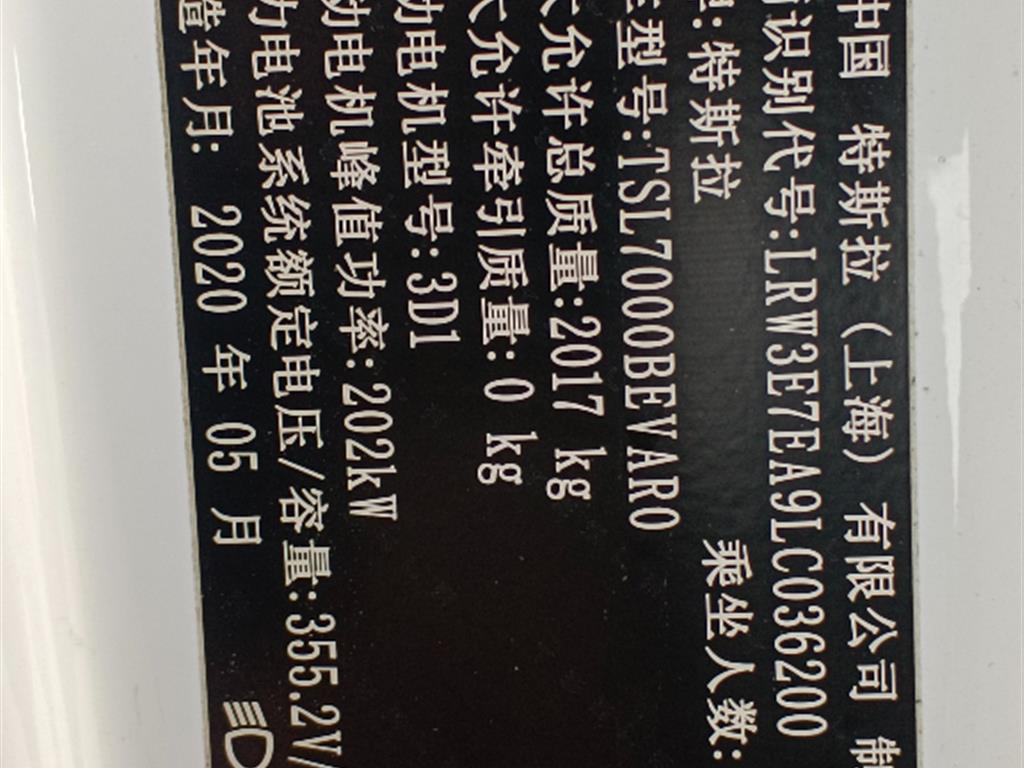 中国 特斯拉（上海）有限公司 制
识别代号:LRW3E7EA9LC036200
特斯拉 乘坐人数:
型号:TSL7000BEVAR0
允许总质量:2017 kg
允许牵引质量:0 kg
电机型号:3D1
电机峰值功率:202kW
力电池系统额定电压/容量:355.2V/
造年月: 2020 年 05 月